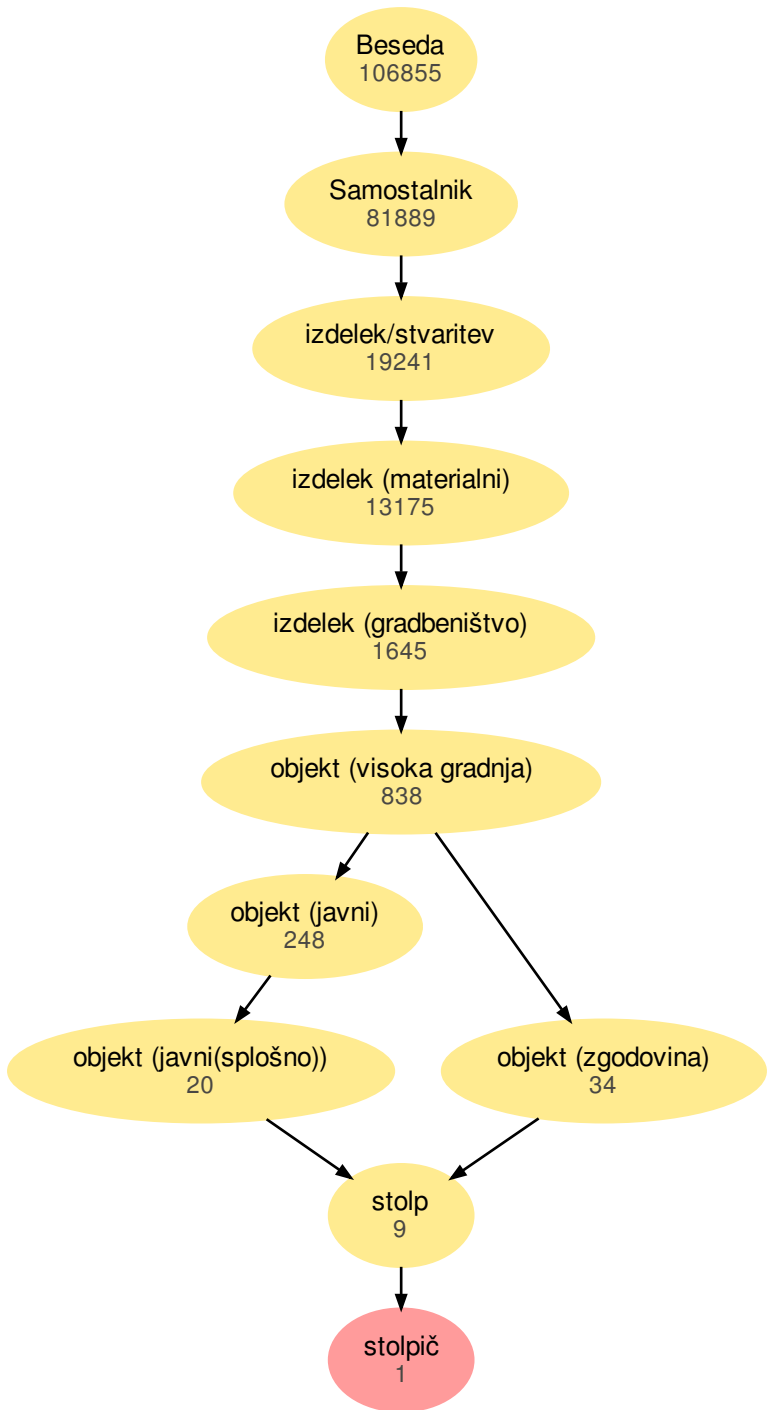 Beseda
106855
Samostalnik
81889
izdelek/stvaritev
19241
izdelek (materialni)
13175
izdelek (gradbeništvo)
1645
objekt (visoka gradnja)
838
objekt (javni)
248
objekt (javni(splošno))
20
objekt (zgodovina)
34
stolp
9
stolpič
1